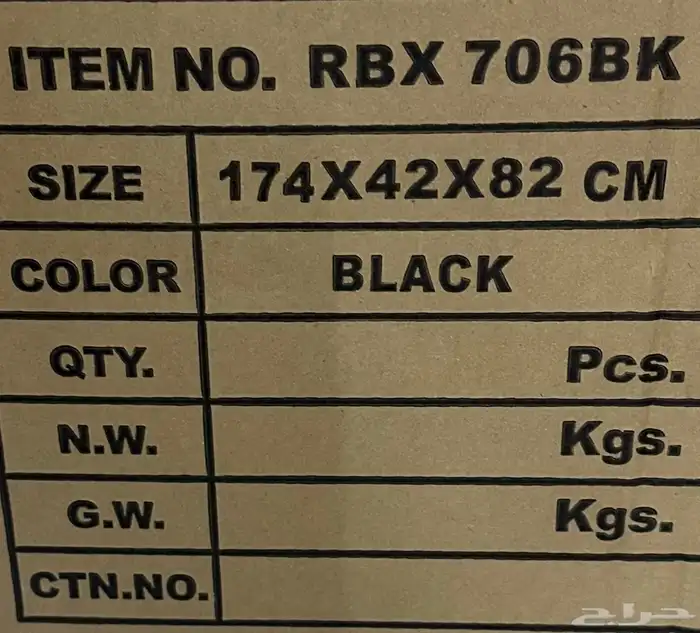 ITEM NO. RBX 706BK
SIZE 174X42X82 CM
COLOR BLACK
QTY. Pcs.
N.W. Kgs.
G.W. Kgs.
CTN.NO.
حراج